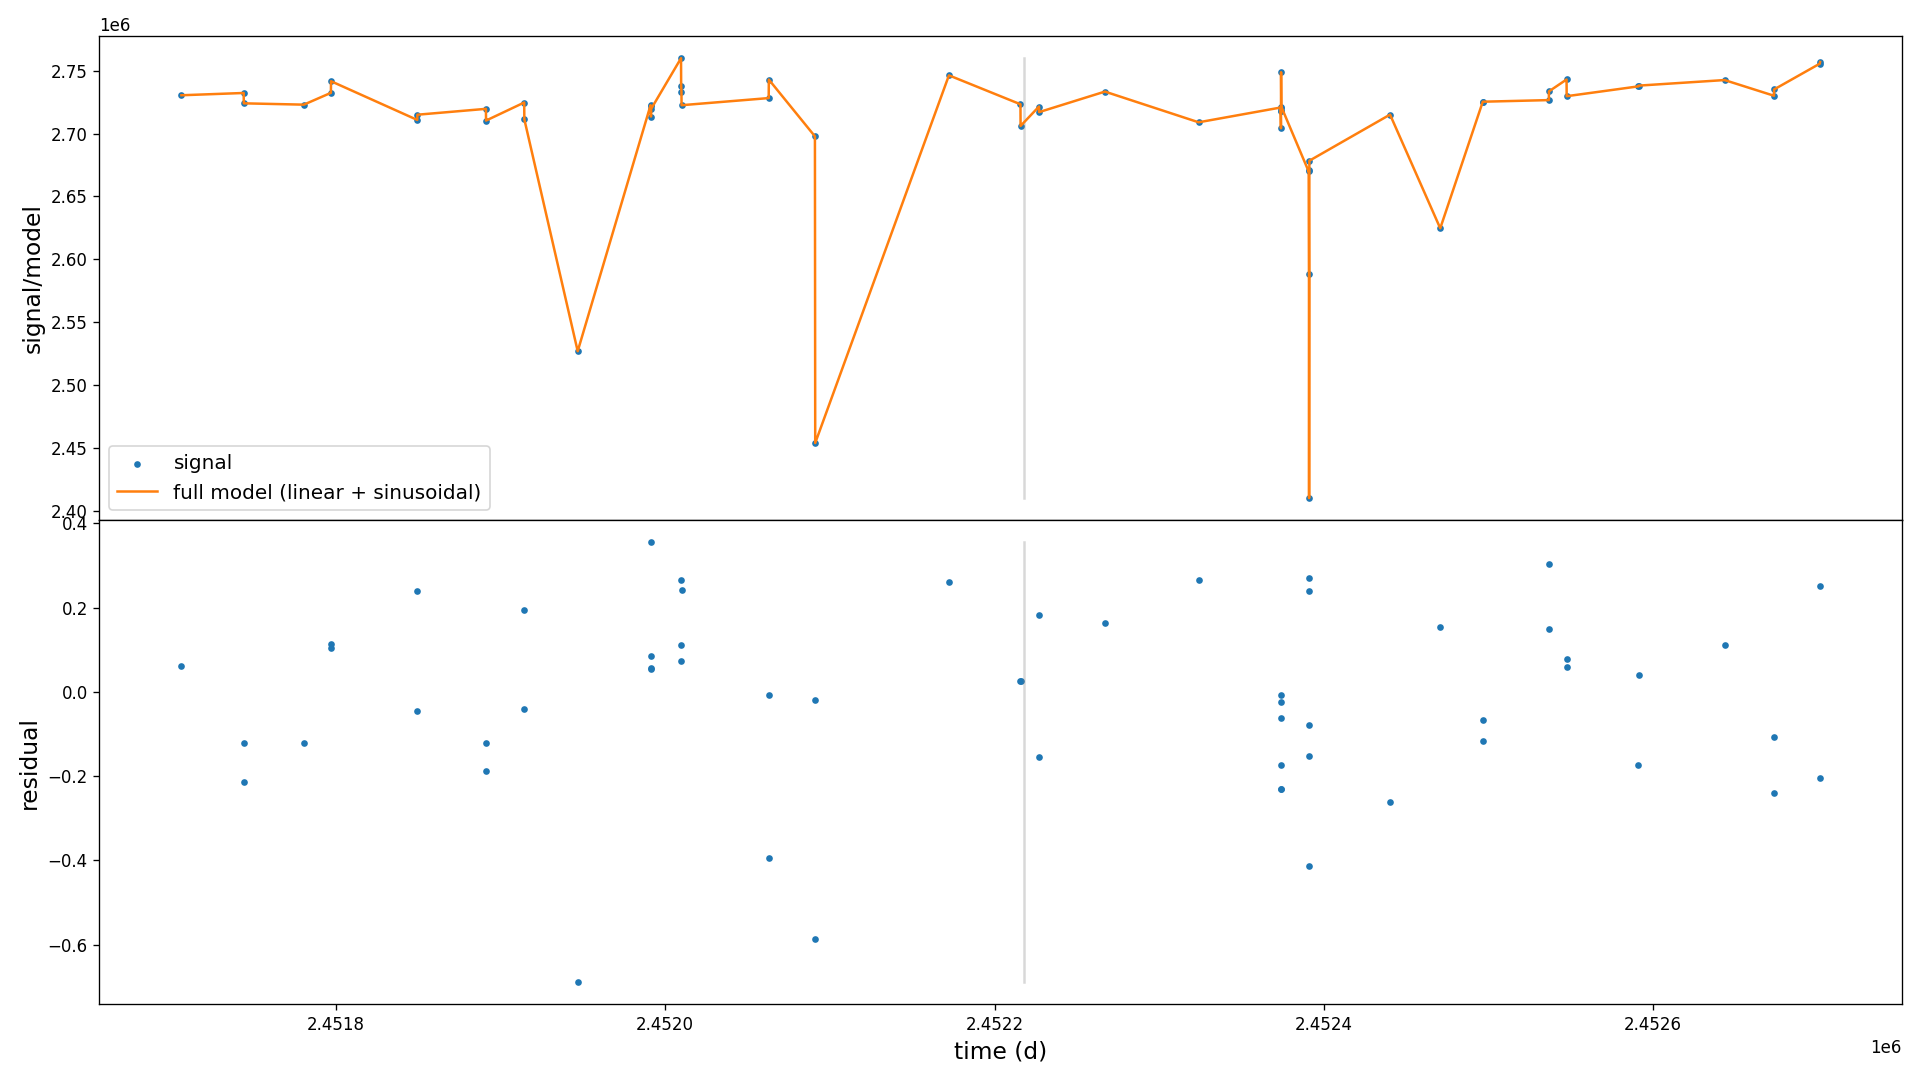 1e6
2.75
2.70
2.65
2.60
2.55
2.50
2.45
2.40
signal/model
signal
full model (linear + sinusoidal)
0.4
0.2
0.0
−0.2
−0.4
−0.6
residual
2.4518
2.4520
2.4522
2.4524
2.4526
time (d)
1e6